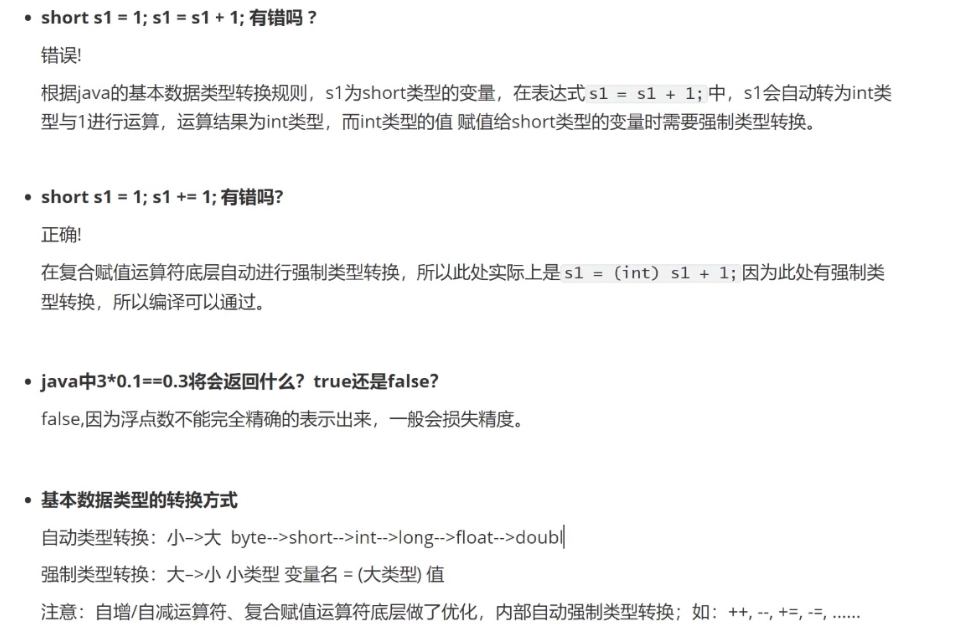 short s1 = 1; s1 = s1 + 1; 有错吗 ?
错误!
根据java的基本数据类型转换规则，s1为short类型的变量，在表达式 s1 = s1 + 1; 中，s1会自动转为int类
型与1进行运算，运算结果为int类型，而int类型的值 赋值给short类型的变量时需要强制类型转换。
short s1 = 1; s1 += 1; 有错吗?
正确!
在复合赋值运算符底层自动进行强制类型转换，所以此处实际上是 s1 = (int) s1 + 1; 因为此处有强制类
型转换，所以编译可以通过。
java中3*0.1==0.3将会返回什么？true还是false?
false,因为浮点数不能完全精确的表示出来，一般会损失精度。
基本数据类型的转换方式
自动类型转换：小–>大 byte-->short-->int-->long-->float-->doubl
强制类型转换：大–>小 小类型 变量名 = (大类型) 值
注意：自增/自减运算符、复合赋值运算符底层做了优化，内部自动强制类型转换；如：++, --, +=, -=, ......